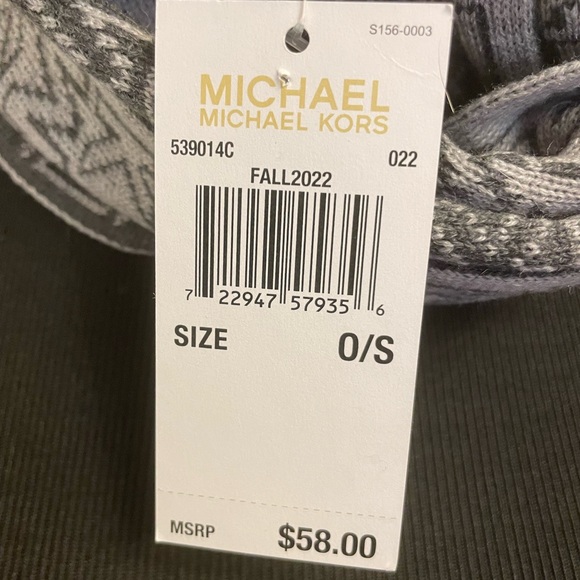 S156-0003
MICHAEL
MICHAEL KORS
539014C 022
FALL2022
7 22947 57935 6
SIZE O/S
MSRP $58.00